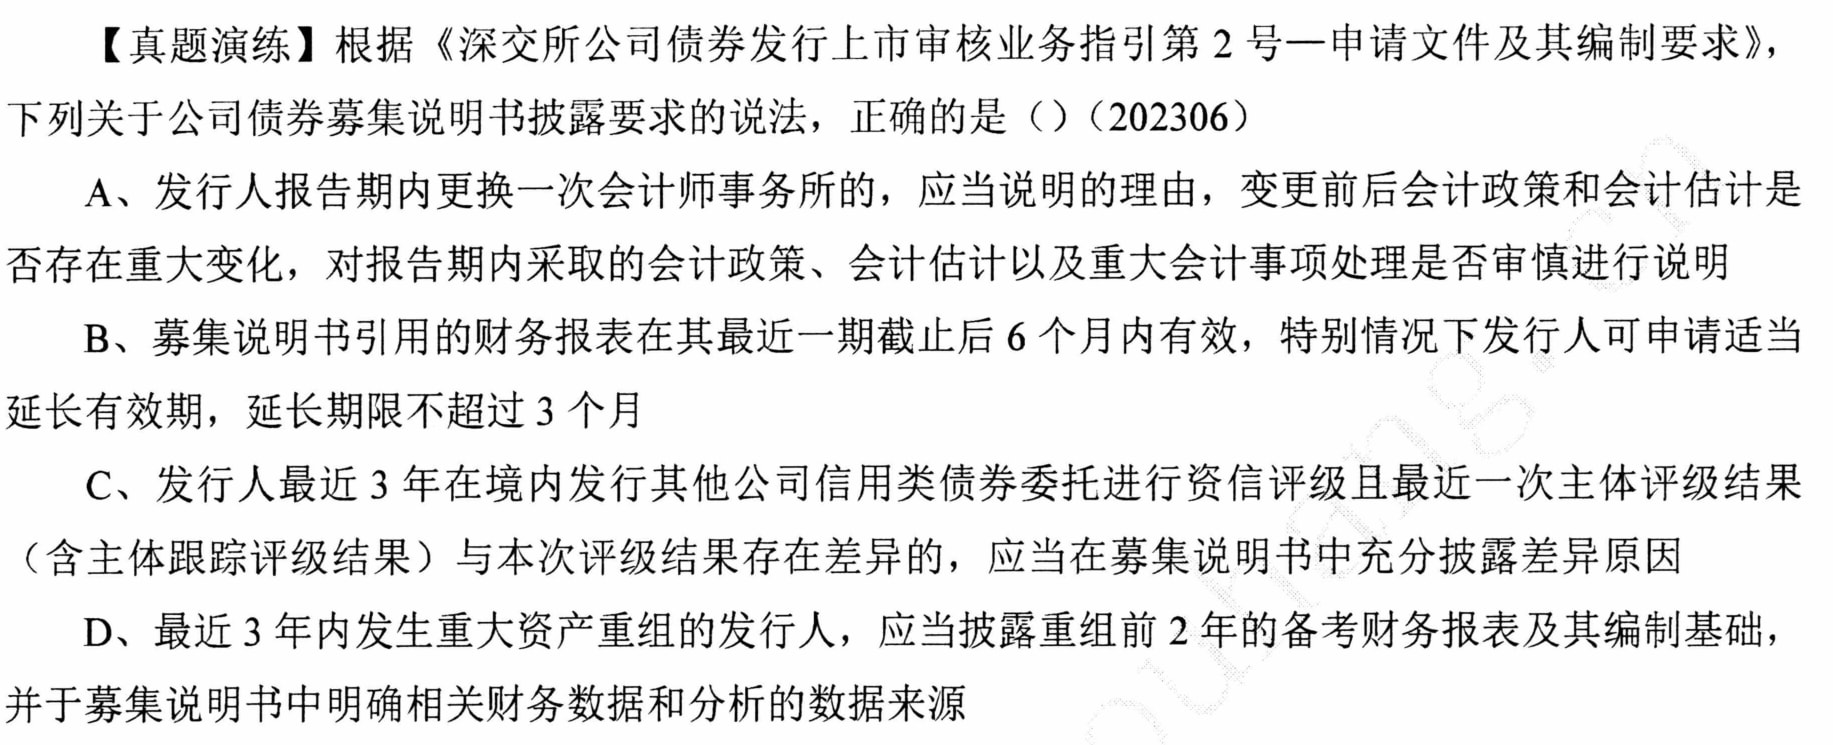 【真题演练】根据《深交所公司债券发行上市审核业务指引第 2 号—申请文件及其编制要求》，
下列关于公司债券募集说明书披露要求的说法，正确的是（）（202306）
A、发行人报告期内更换一次会计师事务所的，应当说明的理由，变更前后会计政策和会计估计是
否存在重大变化，对报告期内采取的会计政策、会计估计以及重大会计事项处理是否审慎进行说明
B、募集说明书引用的财务报表在其最近一期截止后 6 个月内有效，特别情况下发行人可申请适当
延长有效期，延长期限不超过 3 个月
C、发行人最近 3 年在境内发行其他公司信用类债券委托进行资信评级且最近一次主体评级结果
（含主体跟踪评级结果）与本次评级结果存在差异的，应当在募集说明书中充分披露差异原因
D、最近 3 年内发生重大资产重组的发行人，应当披露重组前 2 年的备考财务报表及其编制基础，
并于募集说明书中明确相关财务数据和分析的数据来源